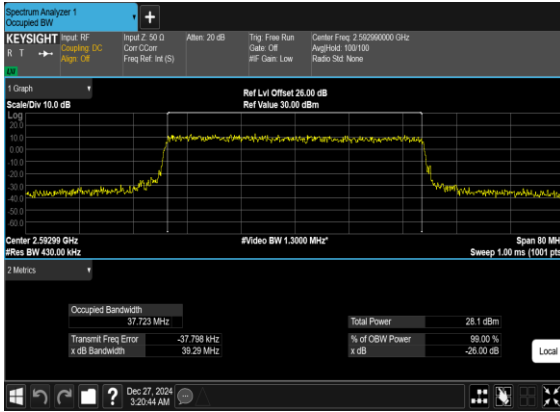 Spectrum Analyzer 1
Occupied BW
KEYSIGHT
R T
Input: RF
Coupling: DC
Align: Off
Input Z: 50 Ω
Corr CCorr
Freq Ref: Int (S)
Atten: 20 dB
Trig: Free Run
Gate: Off
#IF Gain: Low
Center Freq: 2.592990000 GHz
Avg|Hold: 100/100
Radio Std: None
1 Graph
Scale/Div 10.0 dB
Ref Lvl Offset 26.00 dB
Ref Value 30.00 dBm
Log
20.0
10.0
0.00
-10.0
-20.0
-30.0
-40.0
-50.0
-60.0
Center 2.59299 GHz
#Res BW 430.00 kHz
#Video BW 1.3000 MHz*
Span 80 MH
Sweep 1.00 ms (1001 pts
2 Metrics
Occupied Bandwidth
37.723 MHz
Transmit Freq Error -37.798 kHz
x dB Bandwidth 39.29 MHz
Total Power 28.1 dBm
% of OBW Power 99.00 %
x dB -26.00 dB
Local
?
Dec 27, 2024
3:20:44 AM